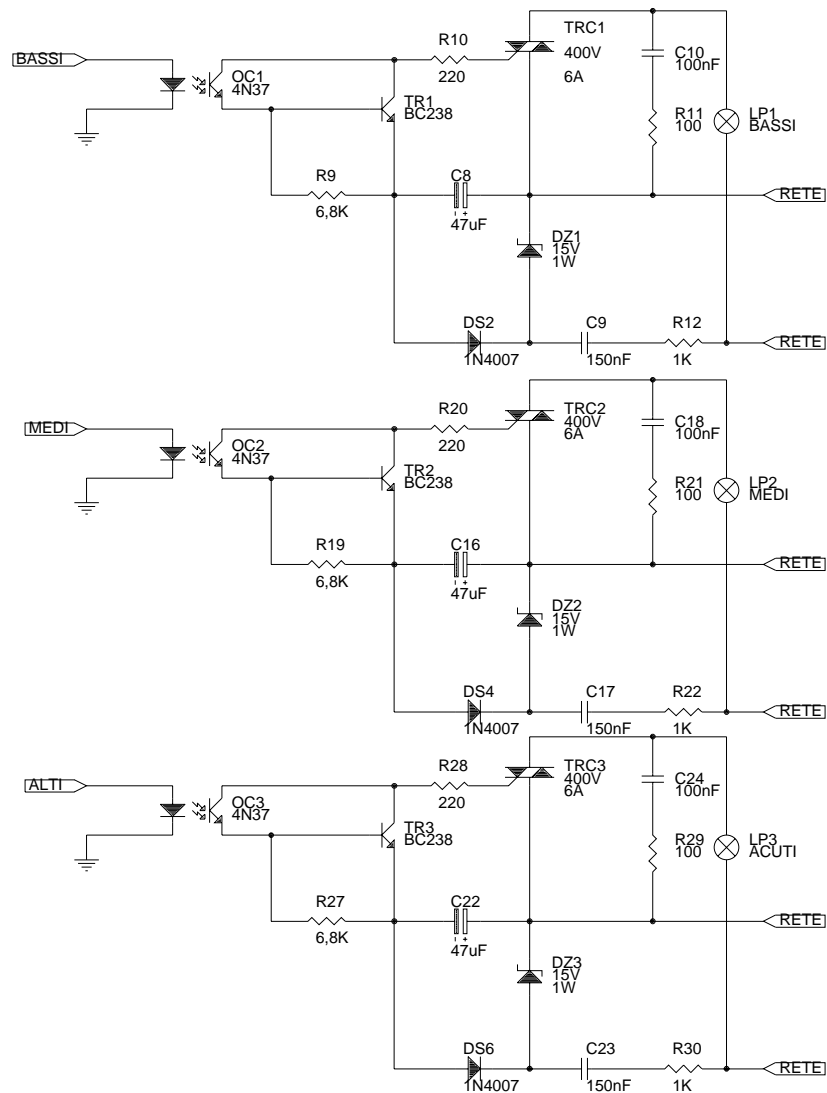 BASSI
OC1
4N37
R10
220
TRC1
400V
6A
C10
100nF
TR1
BC238
R11
100
LP1
BASSI
R9
6,8K
C8
- +
47uF
RETE
DZ1
15V
1W
DS2
1N4007
C9
150nF
R12
1K
RETE
MEDI
OC2
4N37
R20
220
TRC2
400V
6A
C18
100nF
TR2
BC238
R21
100
LP2
MEDI
R19
6,8K
C16
- +
47uF
RETE
DZ2
15V
1W
DS4
1N4007
C17
150nF
R22
1K
RETE
ALTI
OC3
4N37
R28
220
TRC3
400V
6A
C24
100nF
TR3
BC238
R29
100
LP3
ACUTI
R27
6,8K
C22
- +
47uF
RETE
DZ3
15V
1W
DS6
1N4007
C23
150nF
R30
1K
RETE